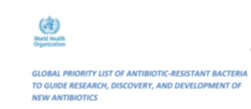 World Health
Organization
GLOBAL PRIORITY LIST OF ANTIBIOTIC-RESISTANT BACTERIA
TO GUIDE RESEARCH, DISCOVERY, AND DEVELOPMENT OF
NEW ANTIBIOTICS